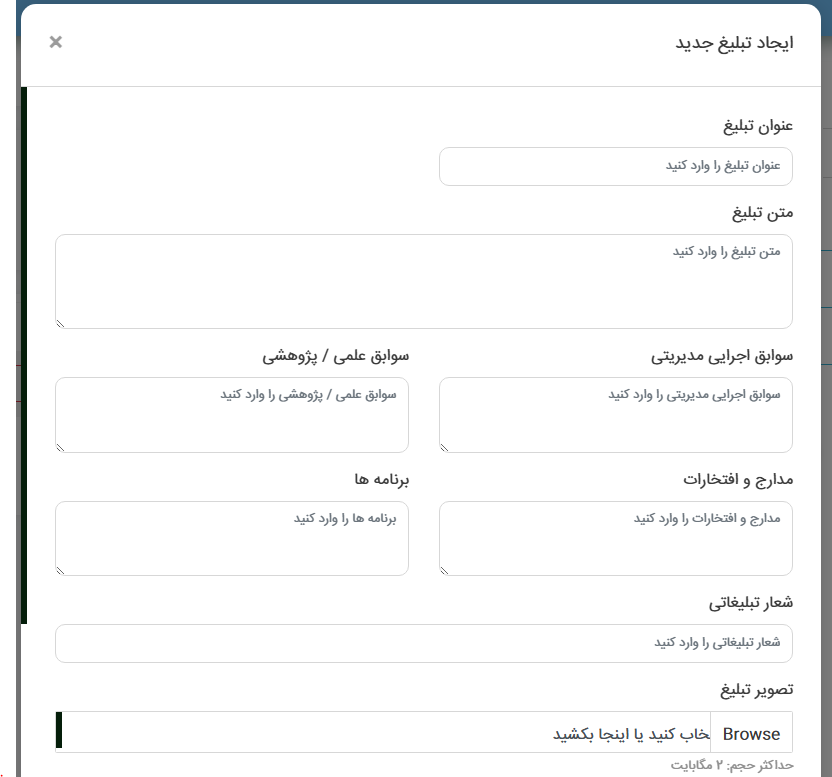 ایجاد تبلیغ جدید ×
عنوان تبلیغ
عنوان تبلیغ را وارد کنید
متن تبلیغ
متن تبلیغ را وارد کنید
سوابق اجرایی مدیریتی سوابق علمی / پژوهشی
سوابق اجرایی مدیریتی را وارد کنید سوابق علمی / پژوهشی را وارد کنید
مدارج و افتخارات برنامه ها
مدارج و افتخارات را وارد کنید برنامه ها را وارد کنید
شعار تبلیغاتی
شعار تبلیغاتی را وارد کنید
تصویر تبلیغ
Browse خاب کنید یا اینجا بکشید
حداکثر حجم: ۲ مگابایت